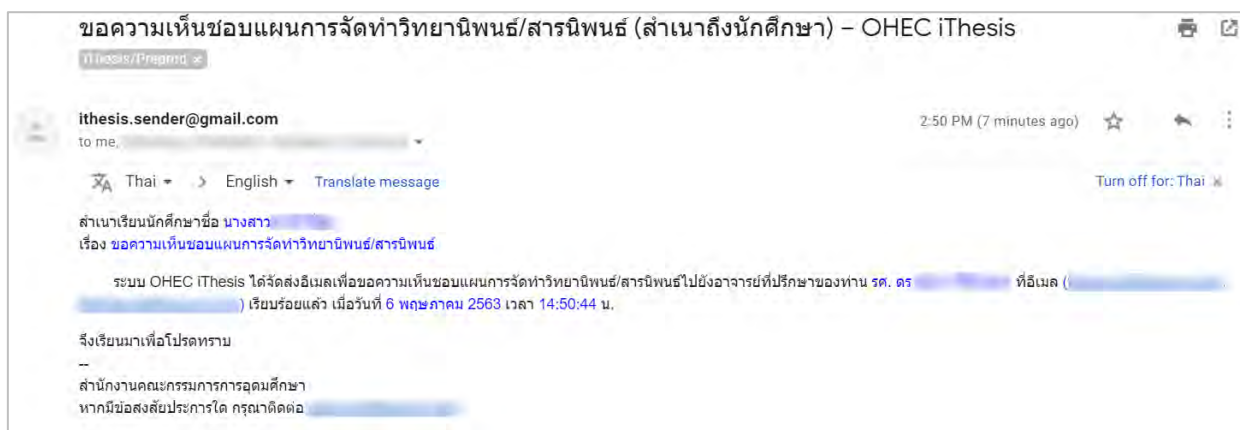 ขอความเห็นชอบแผนการจัดทำวิทยานิพนธ์/สารนิพนธ์ (สำเนาถึงนักศึกษา) – OHEC iThesis
ithesis.sender@gmail.com
2:50 PM (7 minutes ago)
to me,
Thai > English Translate message
Turn off for: Thai x
สำเนาเรียนนักศึกษาชื่อ นางสาว
เรื่อง ขอความเห็นชอบแผนการจัดทำวิทยานิพนธ์/สารนิพนธ์
ระบบ OHEC iThesis ได้จัดส่งอีเมลเพื่อขอความเห็นชอบแผนการจัดทำวิทยานิพนธ์/สารนิพนธ์ไปยังอาจารย์ที่ปรึกษาของท่าน รศ. ดร ที่อีเมล (
) เรียบร้อยแล้ว เมื่อวันที่ 6 พฤษภาคม 2563 เวลา 14:50:44 น.
จึงเรียนมาเพื่อโปรดทราบ
--
สำนักงานคณะกรรมการการอุดมศึกษา
หากมีข้อสงสัยประการใด กรุณาติดต่อ